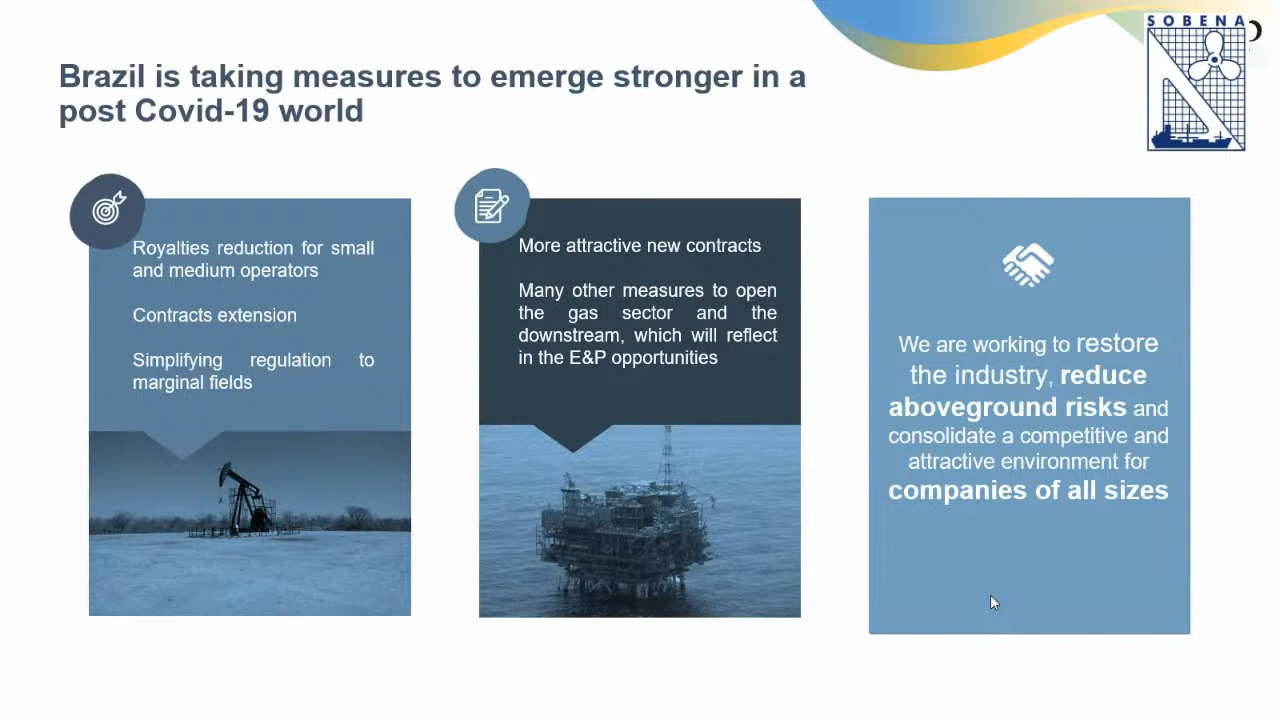 SOBENA
Brazil is taking measures to emerge stronger in a
post Covid-19 world
Royalties reduction for small
and medium operators
Contracts extension
Simplifying regulation to
marginal fields
More attractive new contracts
Many other measures to open
the gas sector and the
downstream, which will reflect
in the E&P opportunities
We are working to restore
the industry, reduce
aboveground risks and
consolidate a competitive and
attractive environment for
companies of all sizes